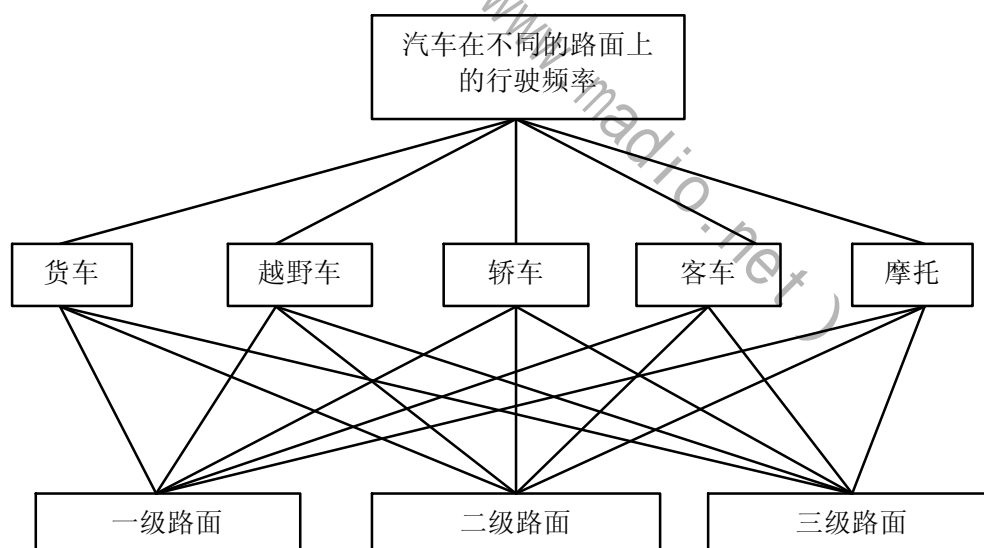 汽车在不同的路面上
的行驶频率
货车
越野车
轿车
客车
摩托
一级路面
二级路面
三级路面
www.madio.net )